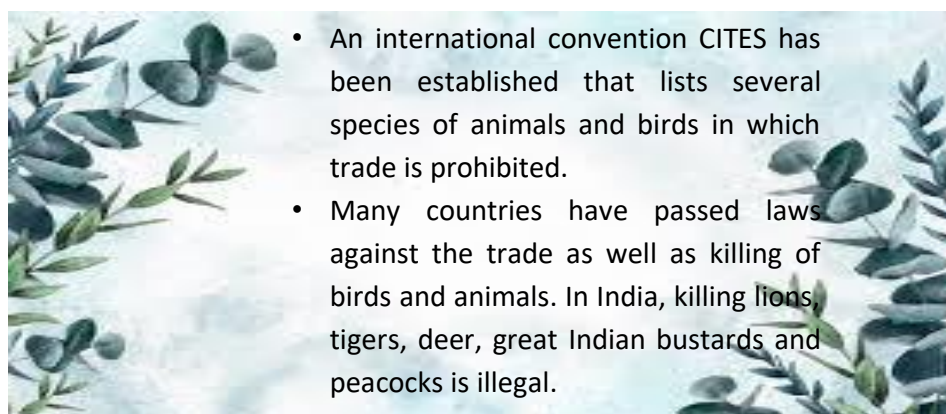 • An international convention CITES has
been established that lists several
species of animals and birds in which
trade is prohibited.
• Many countries have passed laws
against the trade as well as killing of
birds and animals. In India, killing lions,
tigers, deer, great Indian bustards and
peacocks is illegal.